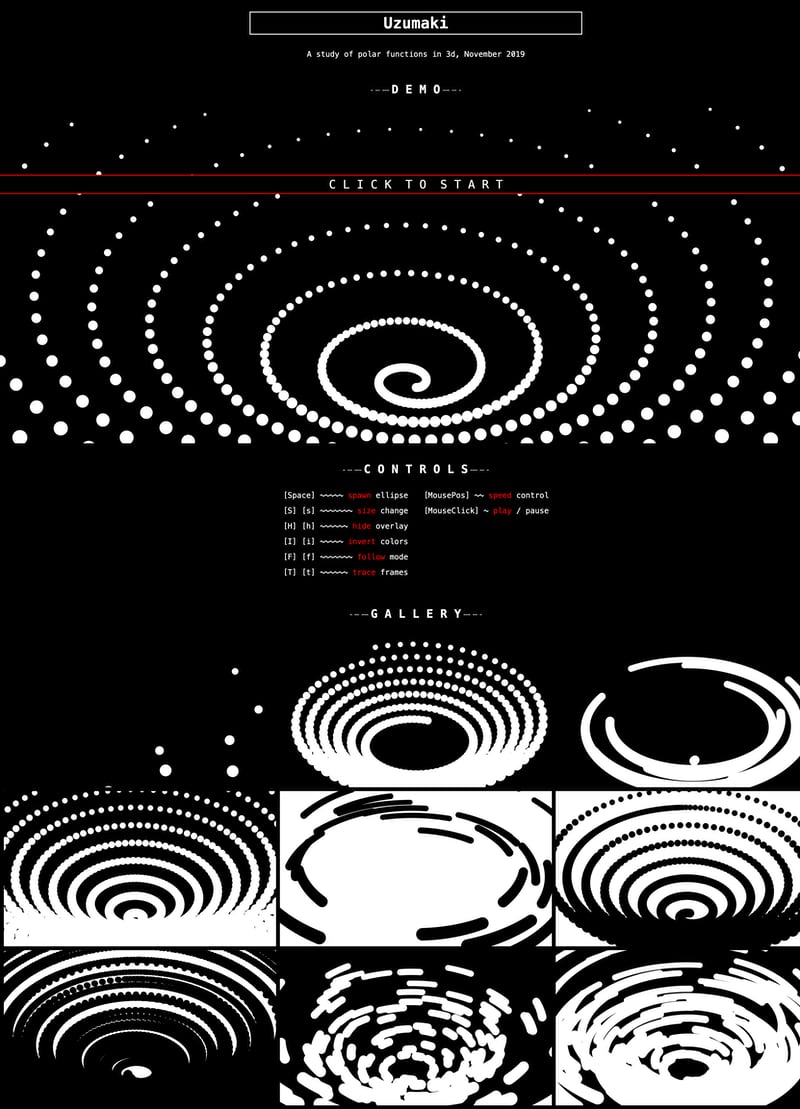 Uzumaki
A study of polar functions in 3d, November 2019
-——DEMO——-
CLICK TO START
-——CONTROLS——-
[Space] ~~~~~ spawn ellipse [MousePos] ~~ speed control
[S] [s] ~~~~~~~ size change [MouseClick] ~ play / pause
[H] [h] ~~~~~~ hide overlay
[I] [i] ~~~~~ invert colors
[F] [f] ~~~~~~~ follow mode
[T] [t] ~~~~~~ trace frames
-——GALLERY——-